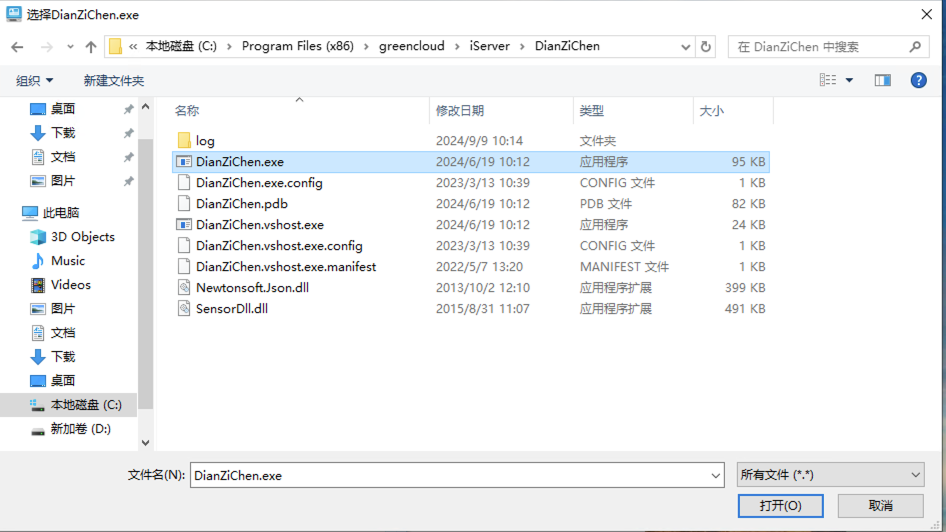 选择DianZiChen.exe
« 本地磁盘 (C:) › Program Files (x86) › greencloud › iServer › DianZiChen
在 DianZiChen 中搜索
组织 新建文件夹
桌面
下载
文档
图片
此电脑
3D Objects
Music
Videos
图片
文档
下载
桌面
本地磁盘 (C:)
新加卷 (D:)
名称 修改日期 类型 大小
log 2024/9/9 10:14 文件夹
DianZiChen.exe 2024/6/19 10:12 应用程序 95 KB
DianZiChen.exe.config 2023/3/13 10:39 CONFIG 文件 1 KB
DianZiChen.pdb 2024/6/19 10:12 PDB 文件 82 KB
DianZiChen.vshost.exe 2024/6/19 10:12 应用程序 24 KB
DianZiChen.vshost.exe.config 2023/3/13 10:39 CONFIG 文件 1 KB
DianZiChen.vshost.exe.manifest 2022/5/7 13:20 MANIFEST 文件 1 KB
Newtonsoft.Json.dll 2013/10/2 12:10 应用程序扩展 399 KB
SensorDll.dll 2015/8/31 11:07 应用程序扩展 491 KB
文件名(N): DianZiChen.exe 所有文件 (*.*)
打开(O) 取消